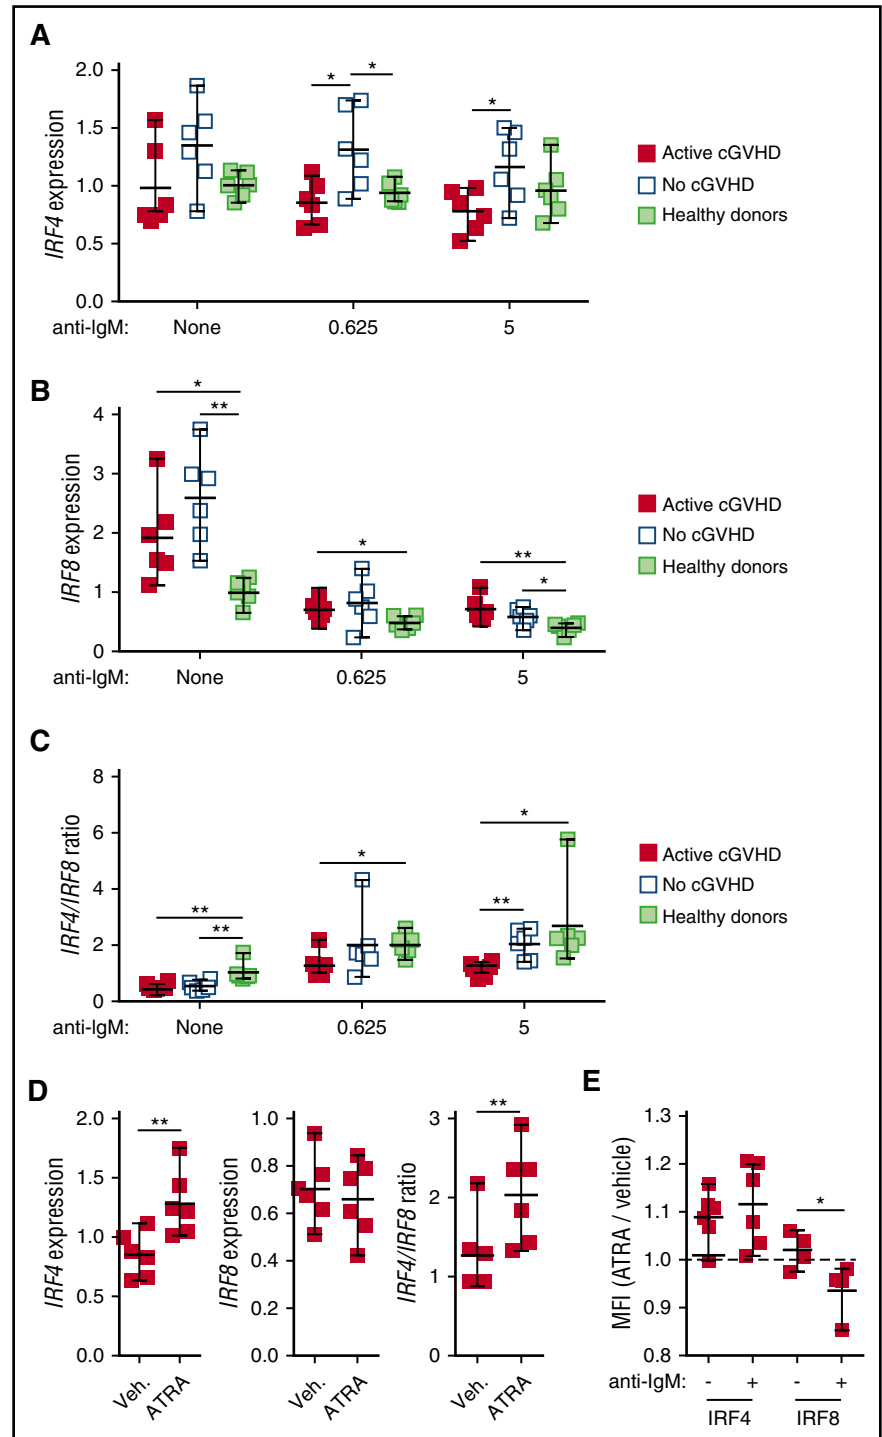 A
IRF4 expression
2.0
1.5
1.0
0.5
0.0
* *
*
Active cGVHD
No cGVHD
Healthy donors
anti-IgM: None 0.625 5
B
IRF8 expression
4
3
2
1
0
*
**
*
**
*
Active cGVHD
No cGVHD
Healthy donors
anti-IgM: None 0.625 5
C
IRF4/IRF8 ratio
8
6
4
2
0
**
**
*
*
**
Active cGVHD
No cGVHD
Healthy donors
anti-IgM: None 0.625 5
D
IRF4 expression
2.0
1.5
1.0
0.5
0.0
**
Veh. ATRA
IRF8 expression
1.0
0.8
0.6
0.4
0.2
0.0
Veh. ATRA
IRF4/IRF8 ratio
3
2
1
0
**
Veh. ATRA
E
MFI (ATRA / vehicle)
1.3
1.2
1.1
1.0
0.9
0.8
*
anti-IgM: - + - +
IRF4 IRF8